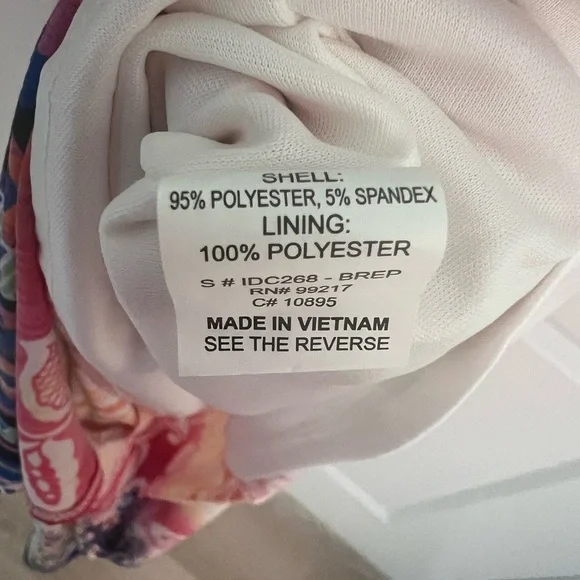 SHELL:
95% POLYESTER, 5% SPANDEX
LINING:
100% POLYESTER
S # IDC268 - BREP
RN# 99217
C# 10895
MADE IN VIETNAM
SEE THE REVERSE